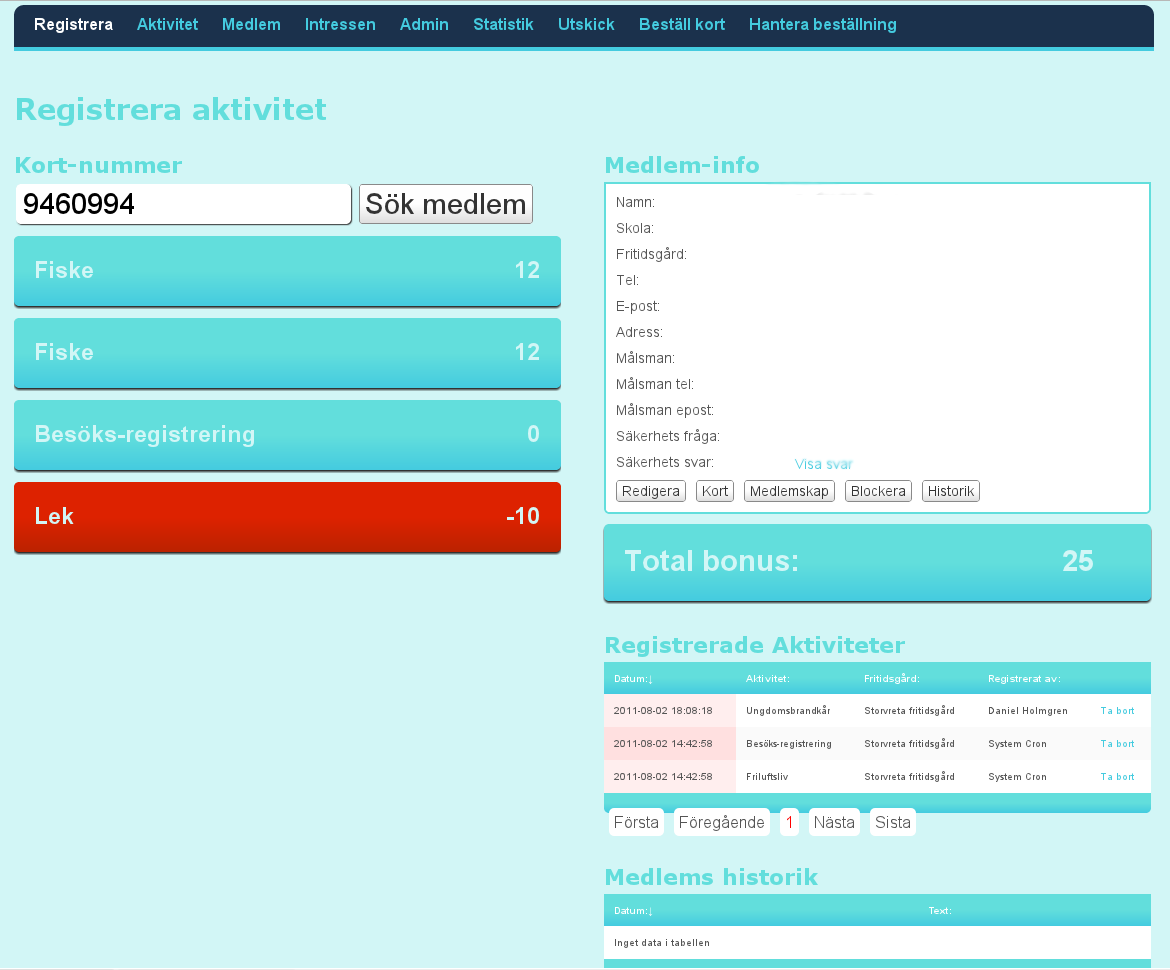 Registrera Aktivitet Medlem Intressen Admin Statistik Utskick Beställ kort Hantera beställning
Registrera aktivitet
Kort-nummer
9460994 Sök medlem
Fiske 12
Fiske 12
Besöks-registrering 0
Lek -10
Medlem-info
Namn:
Skola:
Fritidsgård:
Tel:
E-post:
Adress:
Målsman:
Målsman tel:
Målsman epost:
Säkerhets fråga:
Säkerhets svar: Visa svar
Redigera Kort Medlemskap Blockera Historik
Total bonus: 25
Registrerade Aktiviteter
Datum:↓ Aktivitet: Fritidsgård: Registrerat av:
2011-08-02 18:08:18 Ungdomsbrandkår Storvreta fritidsgård Daniel Holmgren Ta bort
2011-08-02 14:42:58 Besöks-registrering Storvreta fritidsgård System Cron Ta bort
2011-08-02 14:42:58 Friluftsliv Storvreta fritidsgård System Cron Ta bort
Första Föregående 1 Nästa Sista
Medlems historik
Datum:↓ Text:
Inget data i tabellen